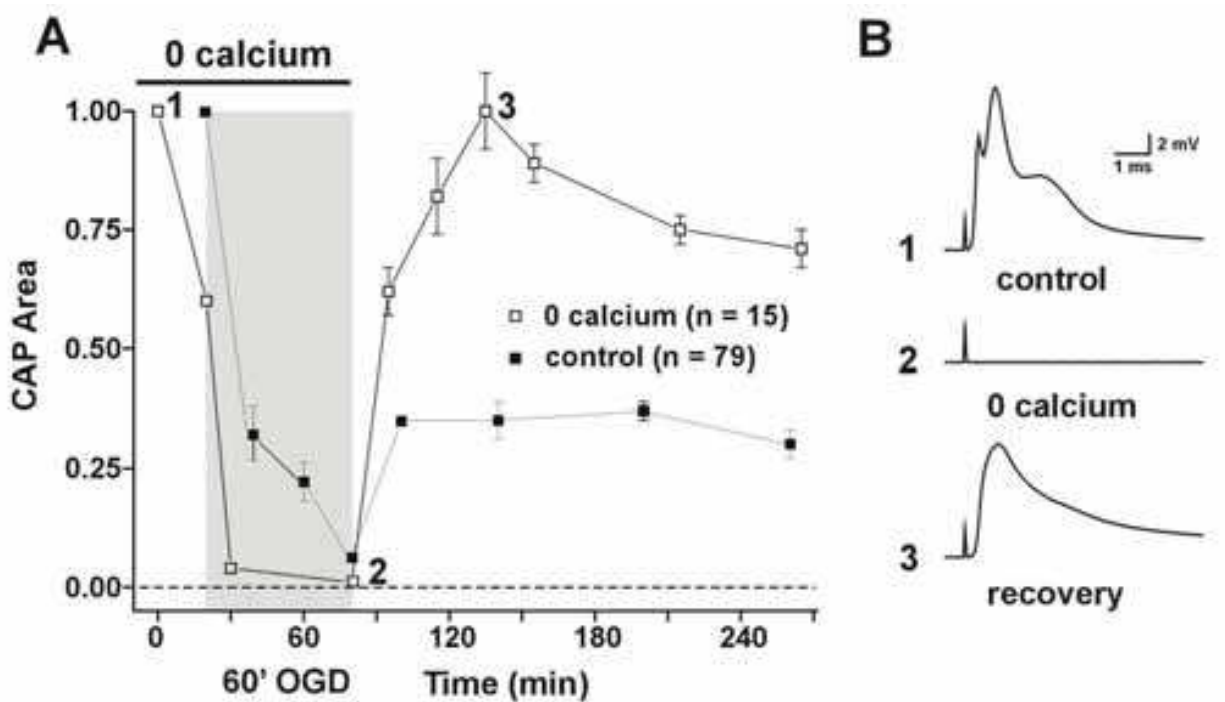 A
0 calcium
1
3
1.00
0.75
0.50
0.25
0.00
CAP Area
0 calcium (n = 15)
control (n = 79)
2
0
60
120
180
240
60’ OGD
Time (min)
B
2 mV
1 ms
1
control
2
0 calcium
3
recovery